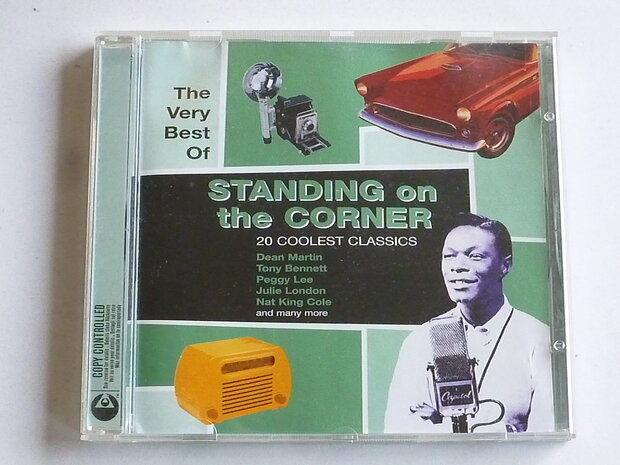 The
Very
Best
Of
STANDING on
the CORNER
20 COOLEST CLASSICS
Dean Martin
Tony Bennett
Peggy Lee
Julie London
Nat King Cole
and many more
Capitol
COPY CONTROLLED